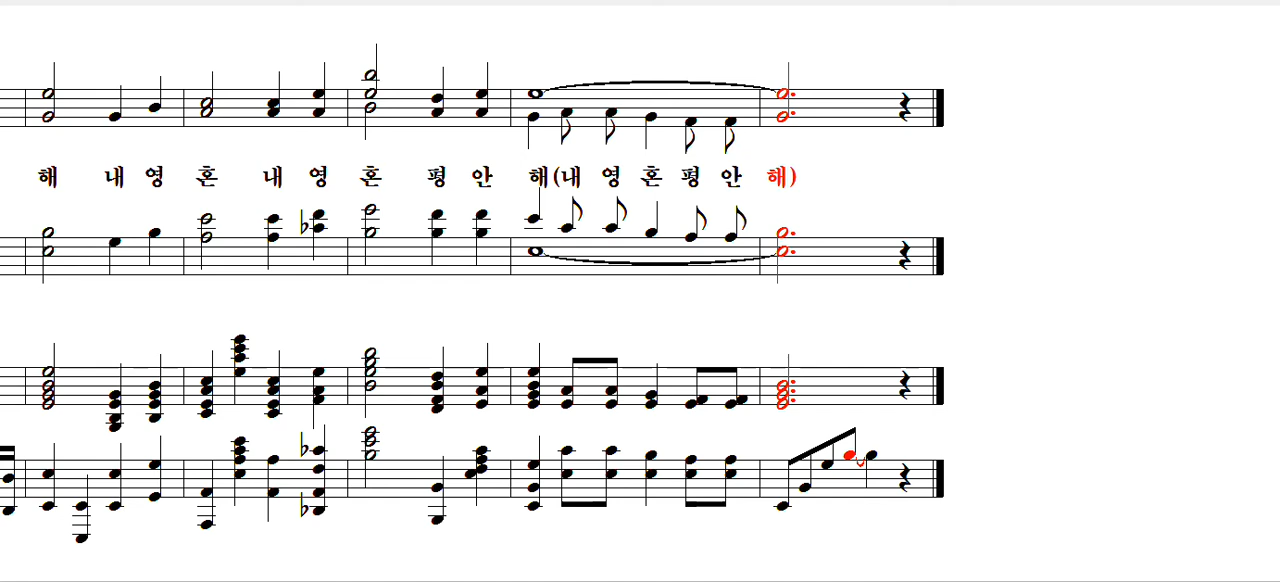 해 내 영 혼 내 영 혼 평 안 해(내 영 혼 평 안 해)